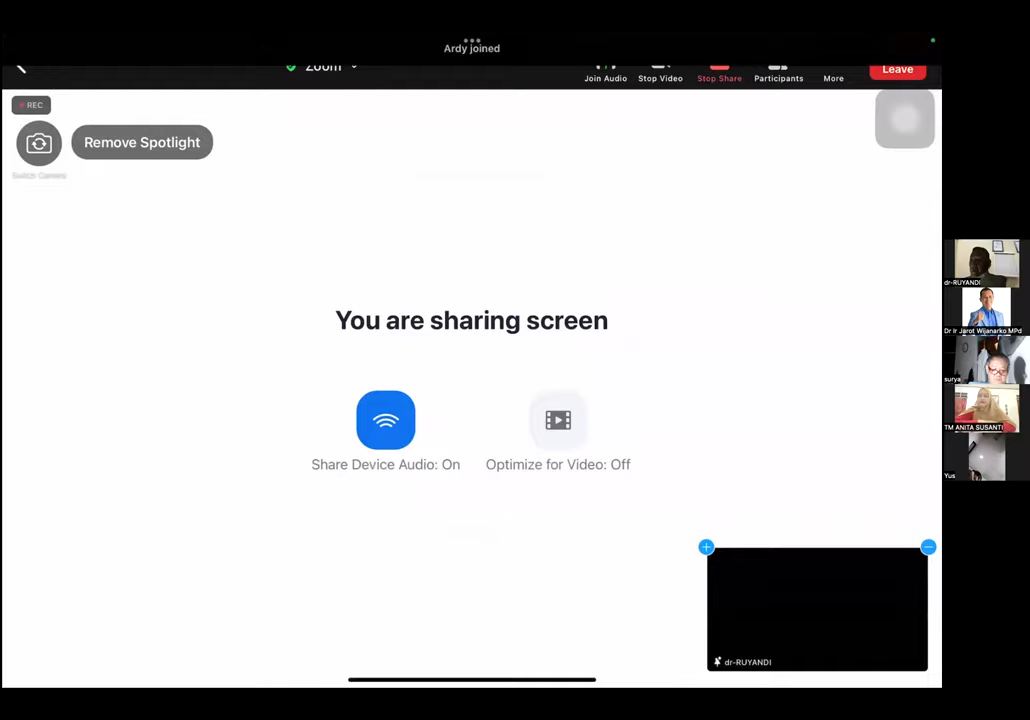 Ardy joined
Zoom
Join Audio
Stop Video
Stop Share
Participants
More
Leave
REC
Remove Spotlight
Switch Camera
You are sharing screen
Share Device Audio: On
Optimize for Video: Off
dr-RUYANDI
dr-RUYANDI
Dr Ir Jarot Wijanarko MPd
surya
TM ANITA SUSANTI
Yus